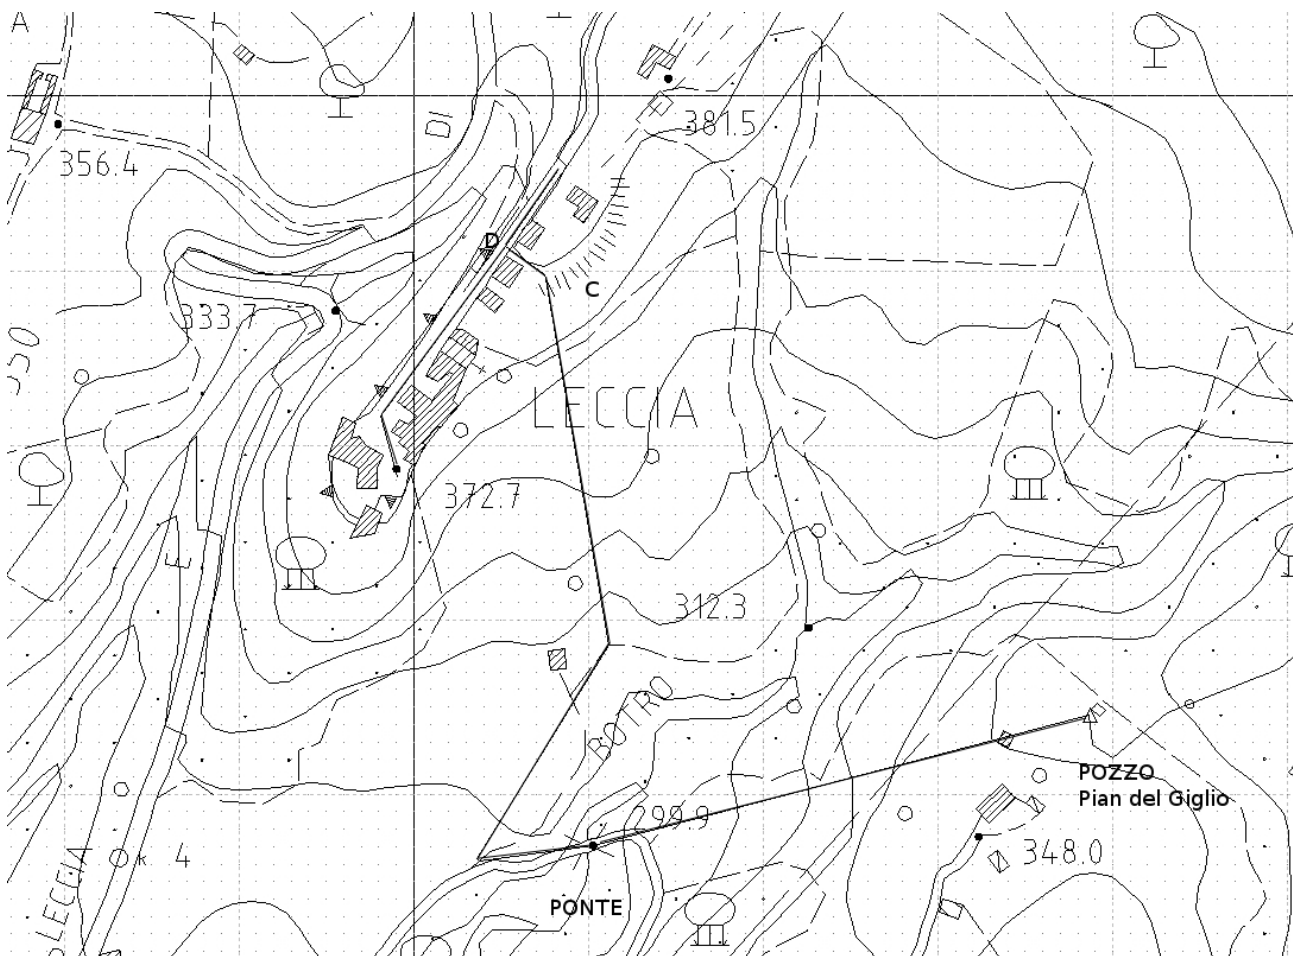 A
DI
381.5
356.4
D
C
333.7
350
LECCIA
372.7
E
312.3
BOTRO
POZZO
Pian del Giglio
299.9
348.0
k 4
LECCIA
PONTE